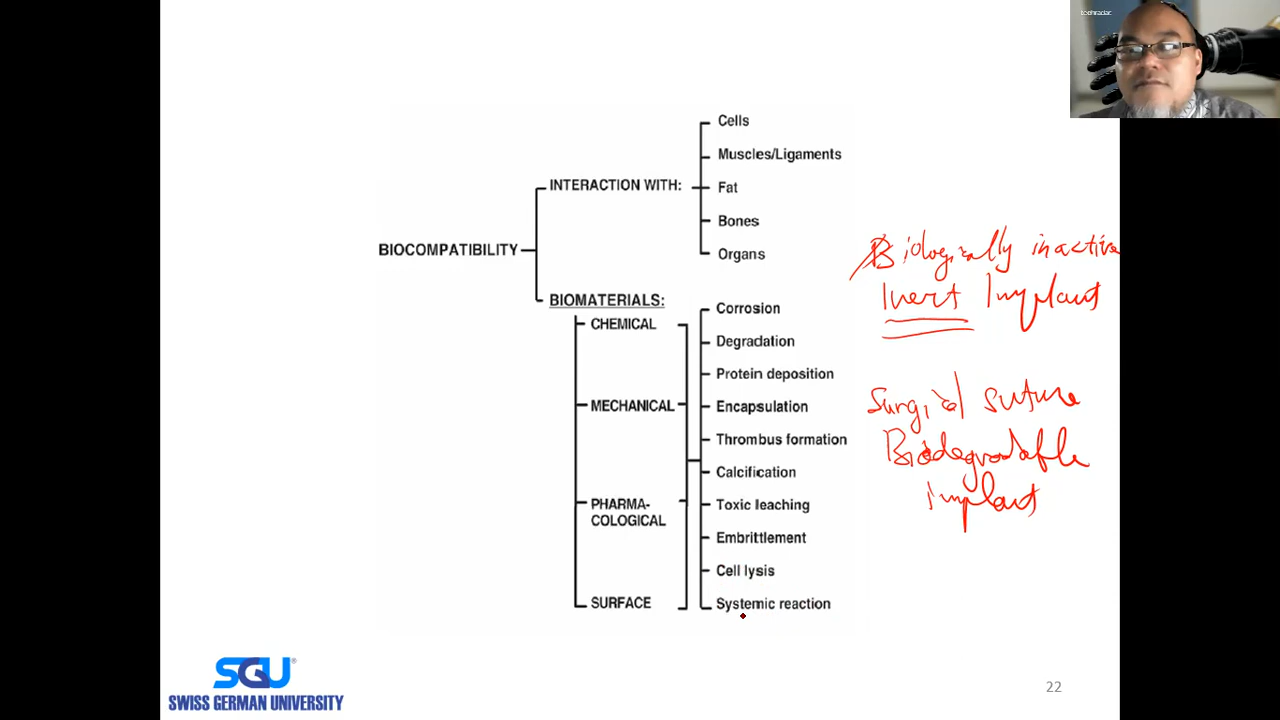 techradar
Cells
Muscles/Ligaments
INTERACTION WITH:
Fat
Bones
BIOCOMPATIBILITY
Organs
BIOMATERIALS:
CHEMICAL
MECHANICAL
PHARMA-
COLOGICAL
SURFACE
Corrosion
Degradation
Protein deposition
Encapsulation
Thrombus formation
Calcification
Toxic leaching
Embrittlement
Cell lysis
Systemic reaction
Biologically inactive
Inert Implant
Surgical suture
Biodegradable
implant
SGU®
SWISS GERMAN UNIVERSITY
22